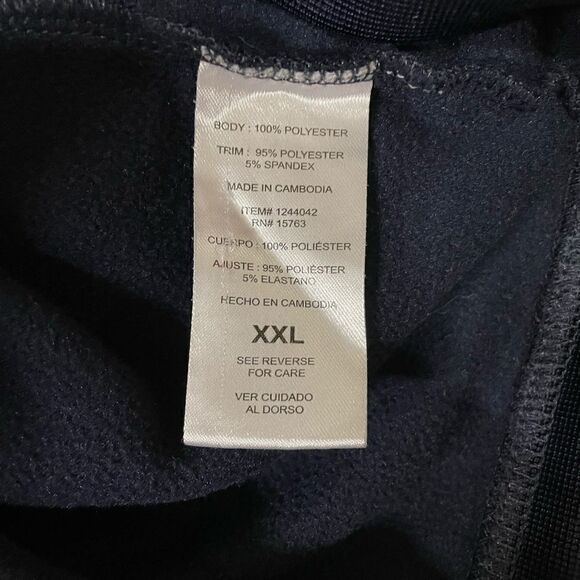 BODY : 100% POLYESTER
TRIM : 95% POLYESTER
5% SPANDEX
MADE IN CAMBODIA
ITEM# 1244042
RN# 15763
CUERPO : 100% POLIÉSTER
AJUSTE : 95% POLIÉSTER
5% ELASTANO
HECHO EN CAMBODIA
XXL
SEE REVERSE
FOR CARE
VER CUIDADO
AL DORSO